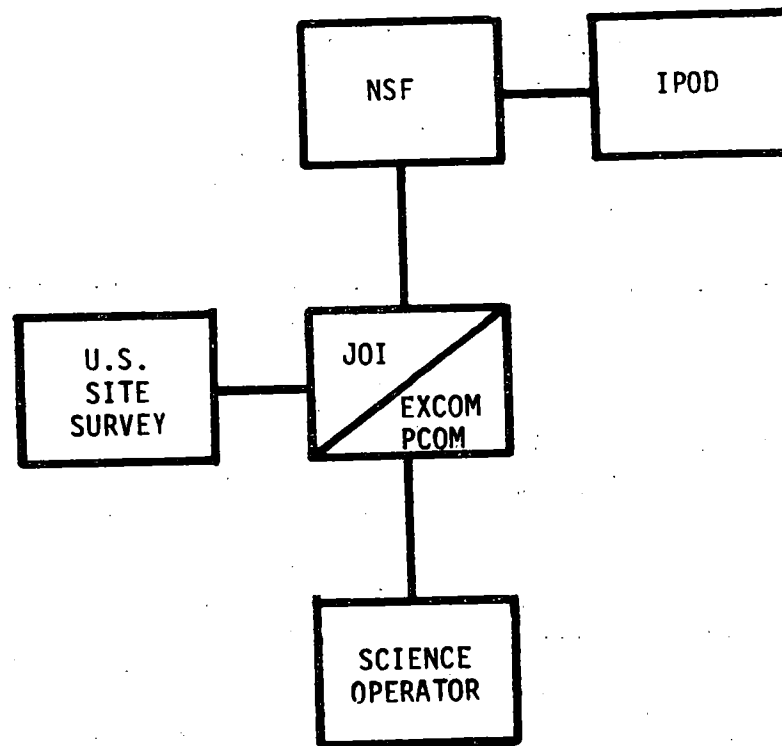 NSF
IPOD
U.S.
SITE
SURVEY
JOI
EXCOM
PCOM
SCIENCE
OPERATOR